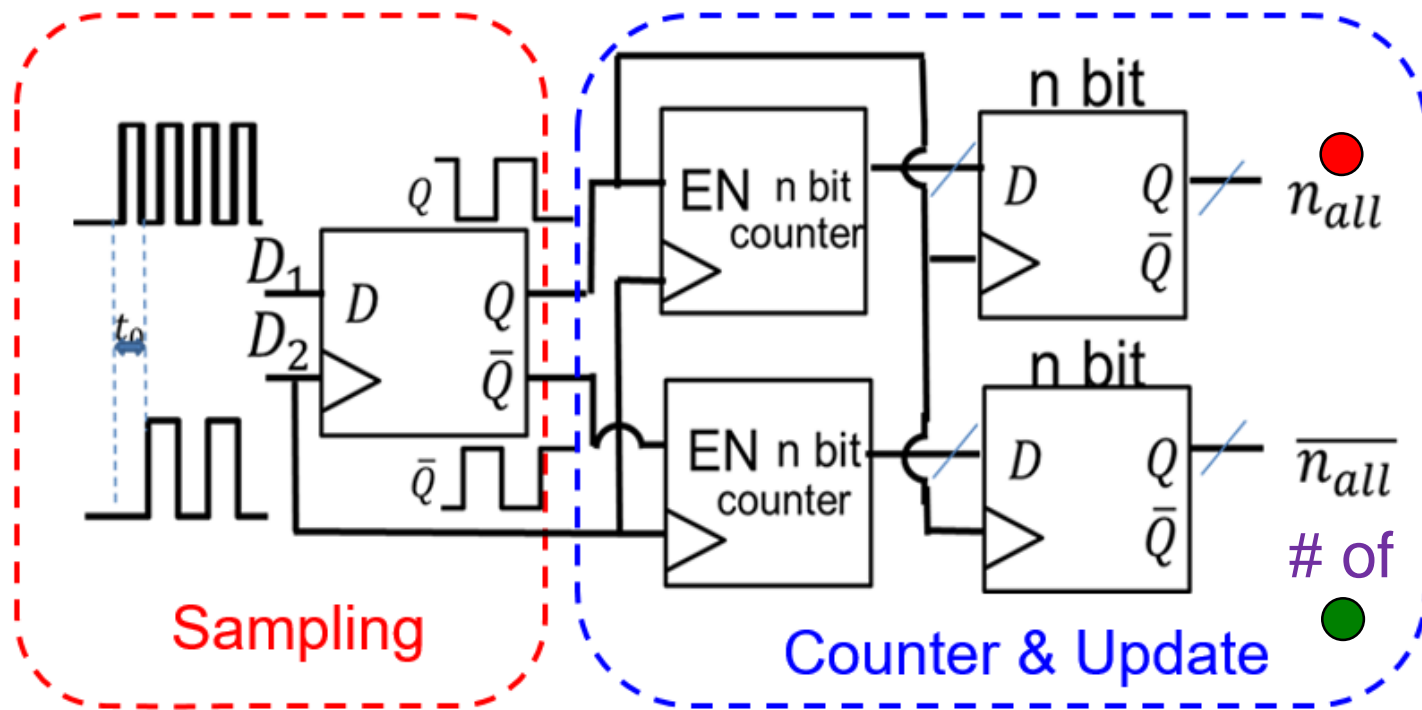 n bit
Q
EN n bit
counter
D
Q
Q̄
n_all
D₁
D₂
t₀
D
Q
Q̄
n bit
Q̄
EN n bit
counter
D
Q
Q̄
n̄_all
# of
Sampling
Counter & Update